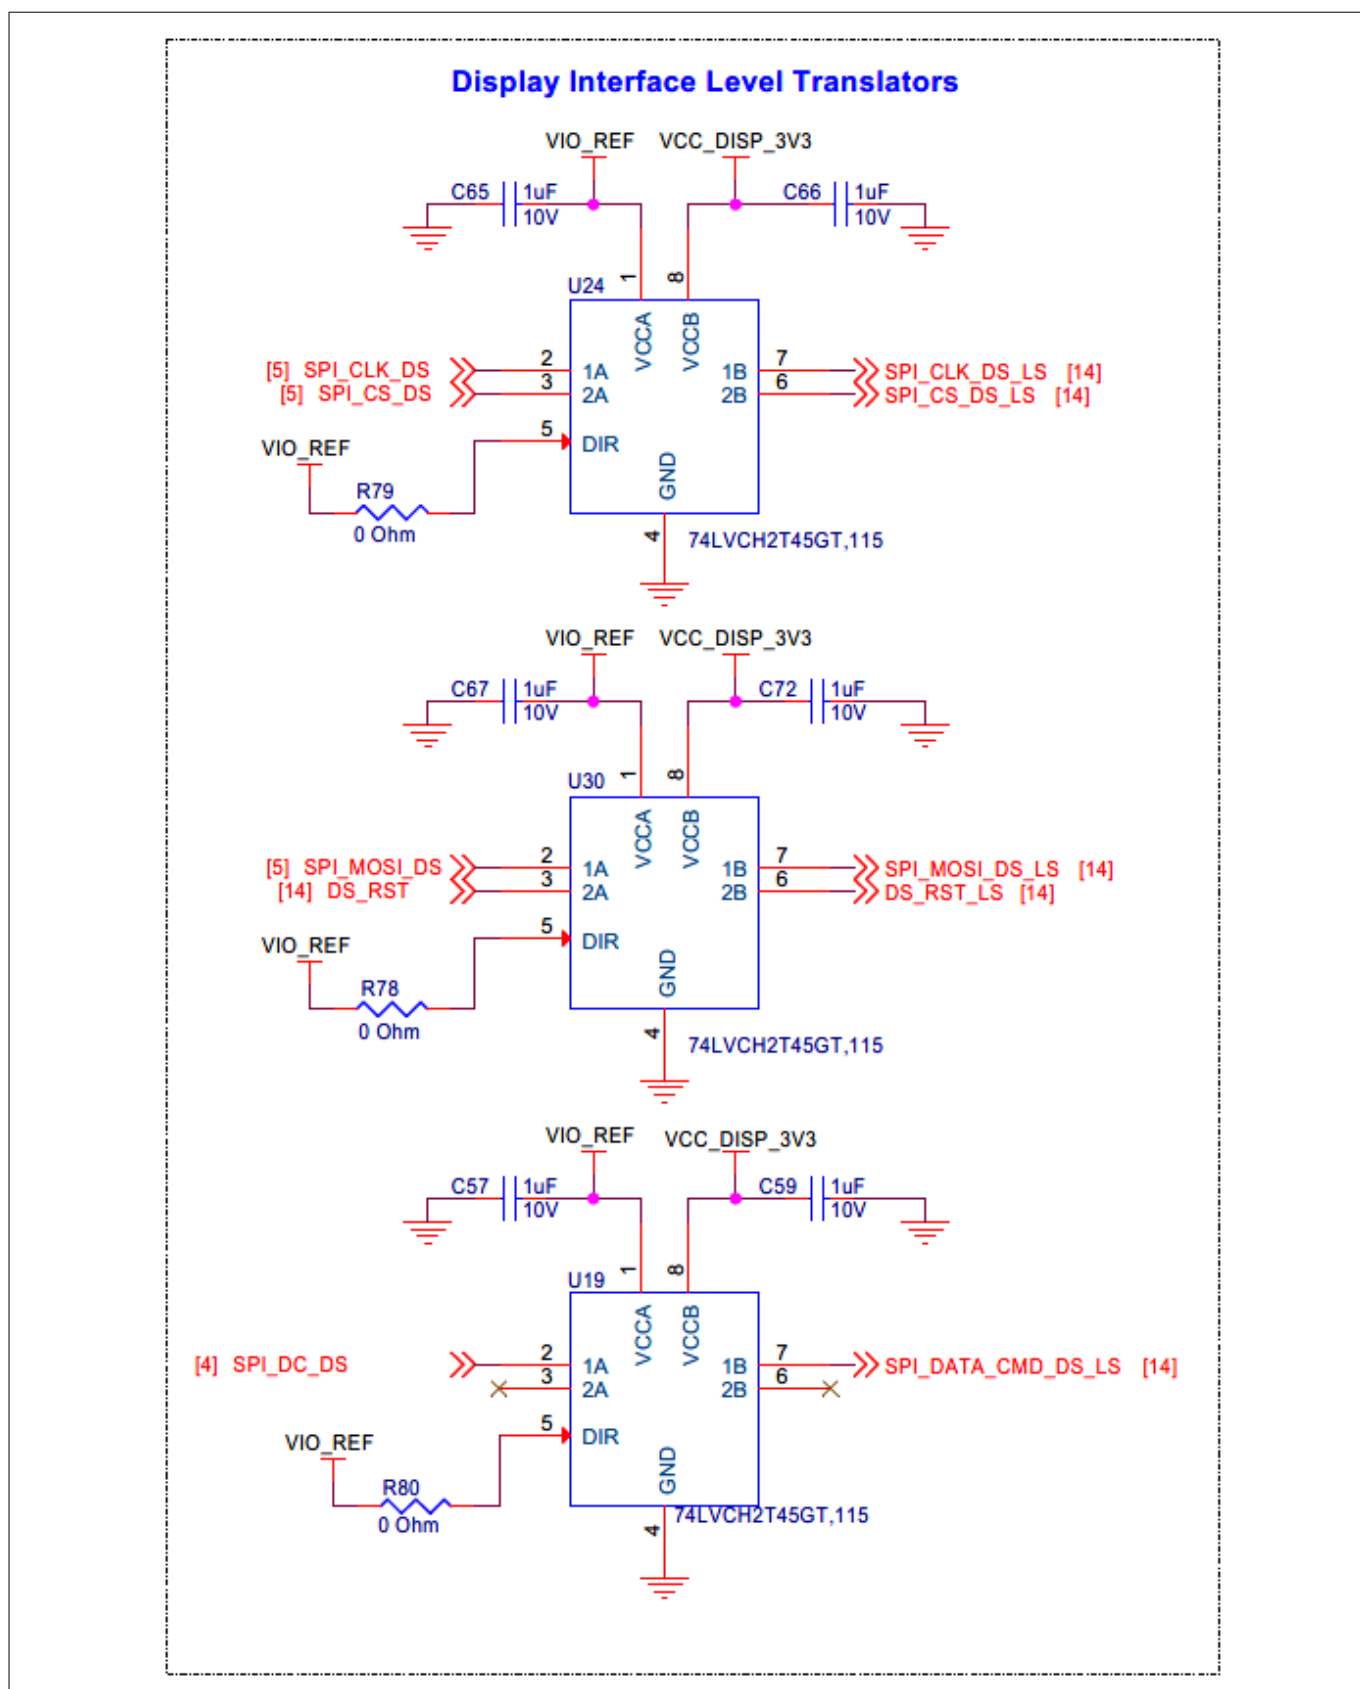 Display Interface Level Translators
VIO_REF VCC_DISP_3V3
C65 1uF 10V
C66 1uF 10V
U24 1 8
VCCA VCCB
[5] SPI_CLK_DS 2 1A 1B 7 SPI_CLK_DS_LS [14]
[5] SPI_CS_DS 3 2A 2B 6 SPI_CS_DS_LS [14]
5 DIR
VIO_REF
GND
R79
0 Ohm
4
74LVCH2T45GT,115
VIO_REF VCC_DISP_3V3
C67 1uF 10V
C72 1uF 10V
U30 1 8
VCCA VCCB
[5] SPI_MOSI_DS 2 1A 1B 7 SPI_MOSI_DS_LS [14]
[14] DS_RST 3 2A 2B 6 DS_RST_LS [14]
5 DIR
VIO_REF
GND
R78
0 Ohm
4
74LVCH2T45GT,115
VIO_REF VCC_DISP_3V3
C57 1uF 10V
C59 1uF 10V
U19 1 8
VCCA VCCB
[4] SPI_DC_DS 2 1A 1B 7 SPI_DATA_CMD_DS_LS [14]
3 2A 2B 6
5 DIR
VIO_REF
GND
R80
0 Ohm
4
74LVCH2T45GT,115